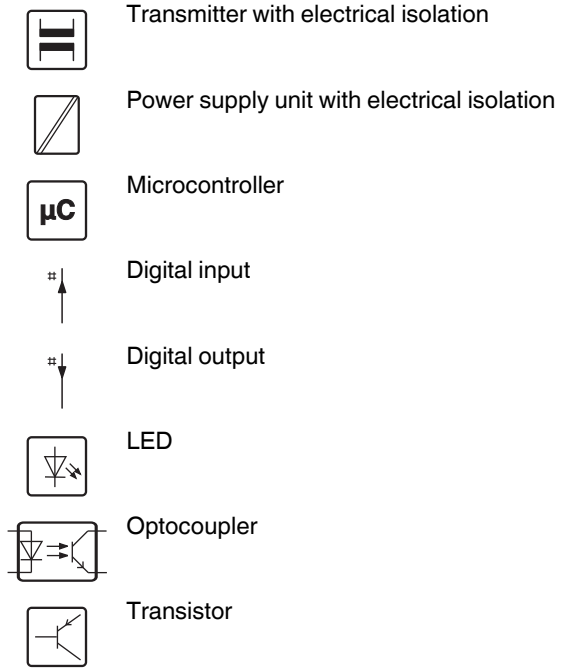 Transmitter with electrical isolation
Power supply unit with electrical isolation
µC
Microcontroller
#
Digital input
#
Digital output
LED
Optocoupler
Transistor